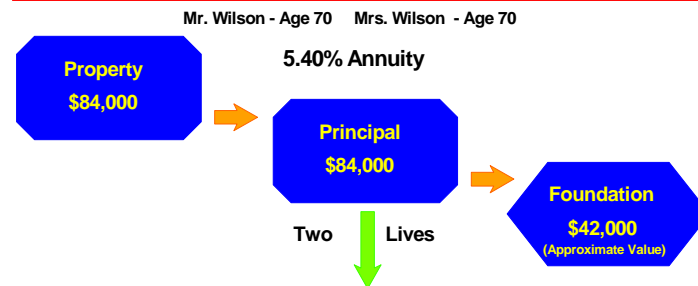 Mr. Wilson - Age 70 Mrs. Wilson - Age 70
5.40% Annuity
Property
$84,000
Principal
$84,000
Foundation
$42,000
(Approximate Value)
Two Lives